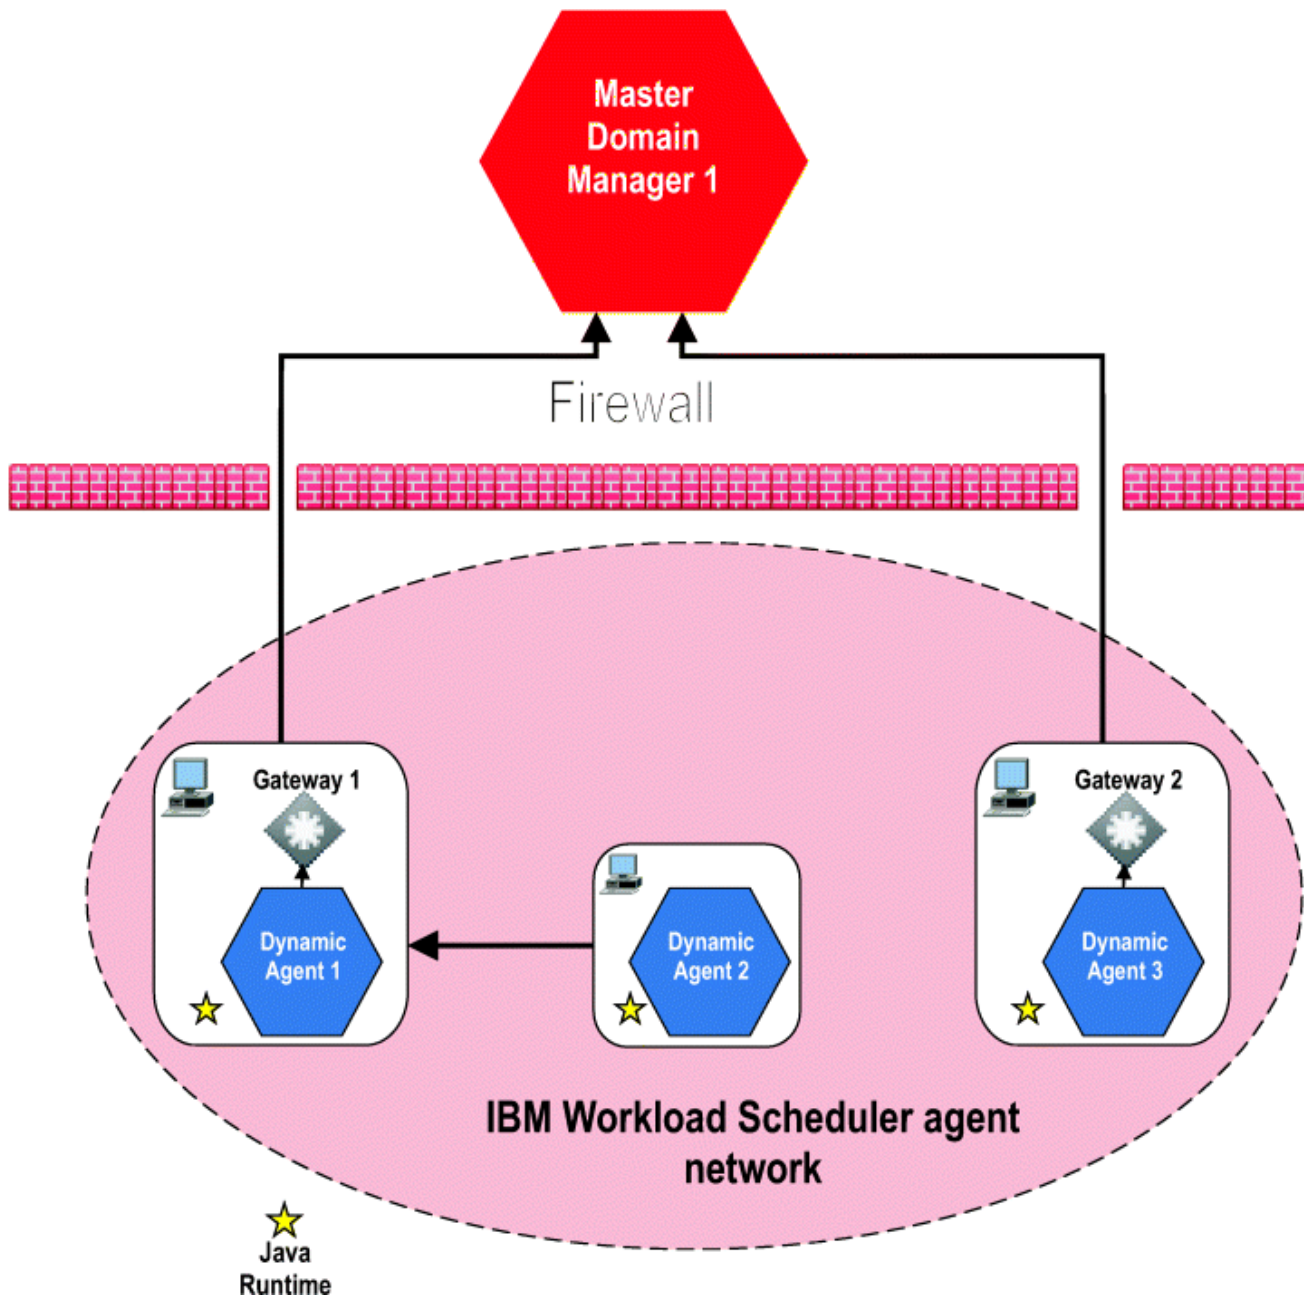 Master
Domain
Manager 1
Firewall
Gateway 1
Gateway 2
Dynamic
Agent 1
Dynamic
Agent 2
Dynamic
Agent 3
IBM Workload Scheduler agent
network
Java
Runtime